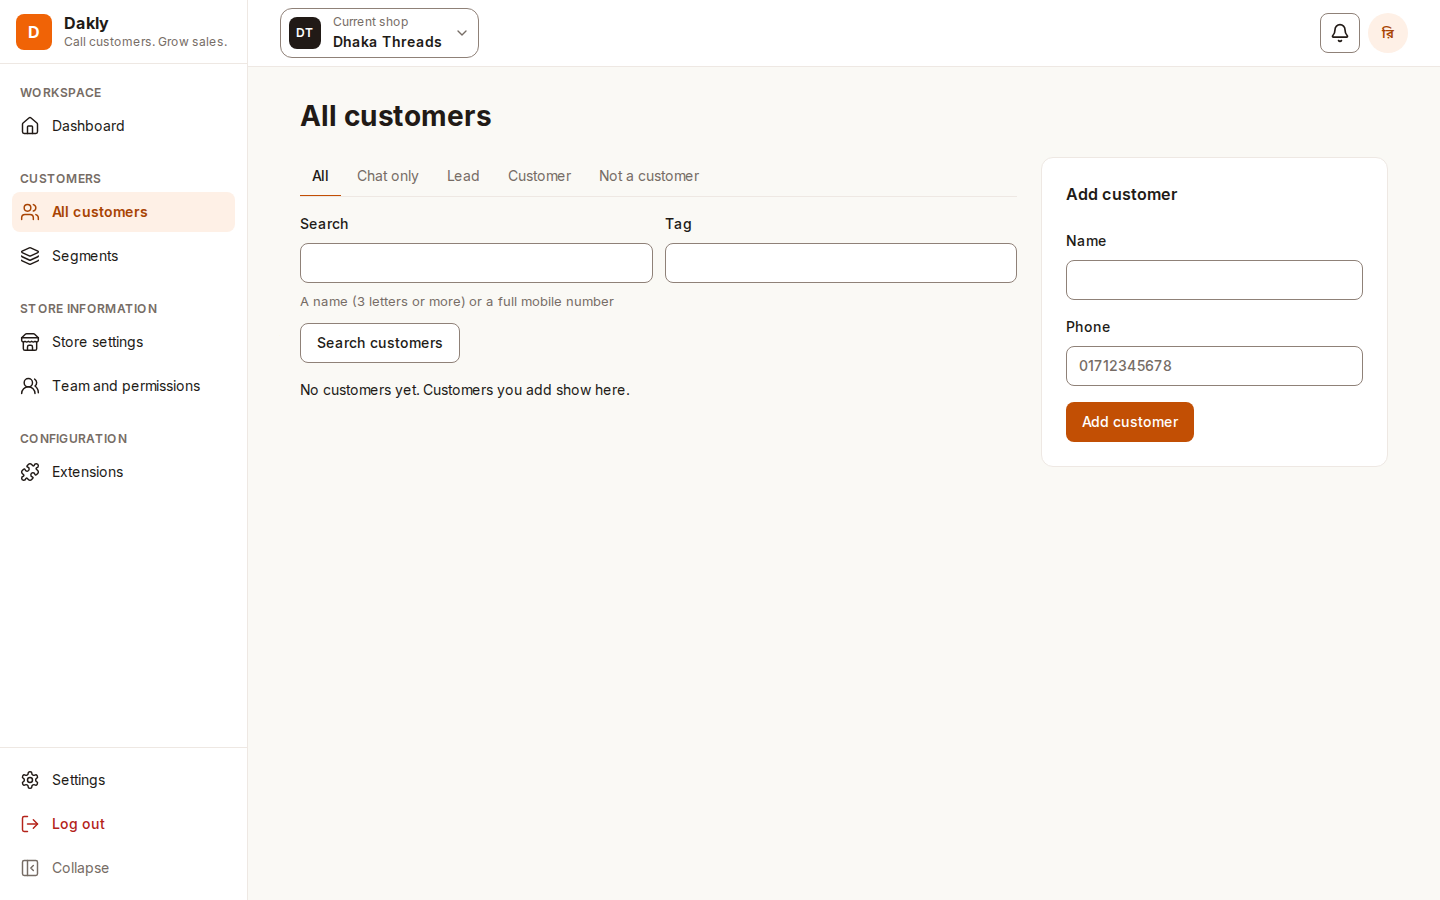 D
Dakly
Call customers. Grow sales.
DT
Current shop
Dhaka Threads
রি
WORKSPACE
Dashboard
CUSTOMERS
All customers
Segments
STORE INFORMATION
Store settings
Team and permissions
CONFIGURATION
Extensions
Settings
Log out
Collapse
All customers
All
Chat only
Lead
Customer
Not a customer
Search
Tag
A name (3 letters or more) or a full mobile number
Search customers
No customers yet. Customers you add show here.
Add customer
Name
Phone
01712345678
Add customer